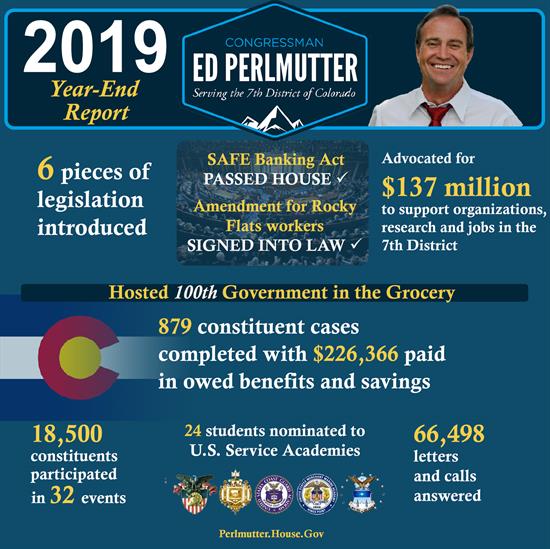 2019
Year-End
Report
CONGRESSMAN
ED PERLMUTTER
Serving the 7th District of Colorado
6 pieces of
legislation
introduced
SAFE Banking Act
PASSED HOUSE ✓
Amendment for Rocky
Flats workers
SIGNED INTO LAW ✓
Advocated for
$137 million
to support organizations,
research and jobs in the
7th District
Hosted 100th Government in the Grocery
879 constituent cases
completed with $226,366 paid
in owed benefits and savings
18,500
constituents
participated
in 32 events
24 students nominated to
U.S. Service Academies
66,498
letters
and calls
answered
Perlmutter.House.Gov